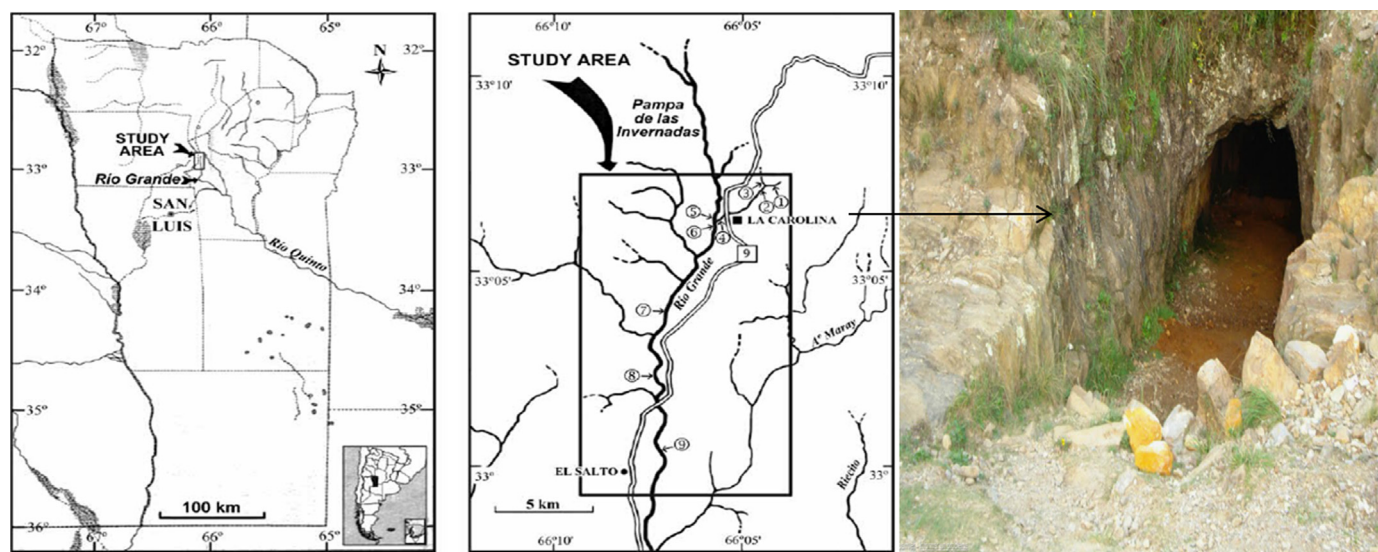 67°
66°
65°
32°
32°
N
STUDY
AREA
33°
33°
Río Grande
SAN
LUIS
Río Quinto
34°
34°
35°
35°
100 km
36°
36°
67°
66°
65°
66°10'
66°05'
STUDY AREA
33°10'
33°10'
Pampa
de las
Invernadas
3
1
2
5
LA CAROLINA
6
4
9
33°05'
33°05'
Río Grande
7
Aº Maray
8
9
EL SALTO
33°
33°
Riecito
5 km
66°10'
66°05'